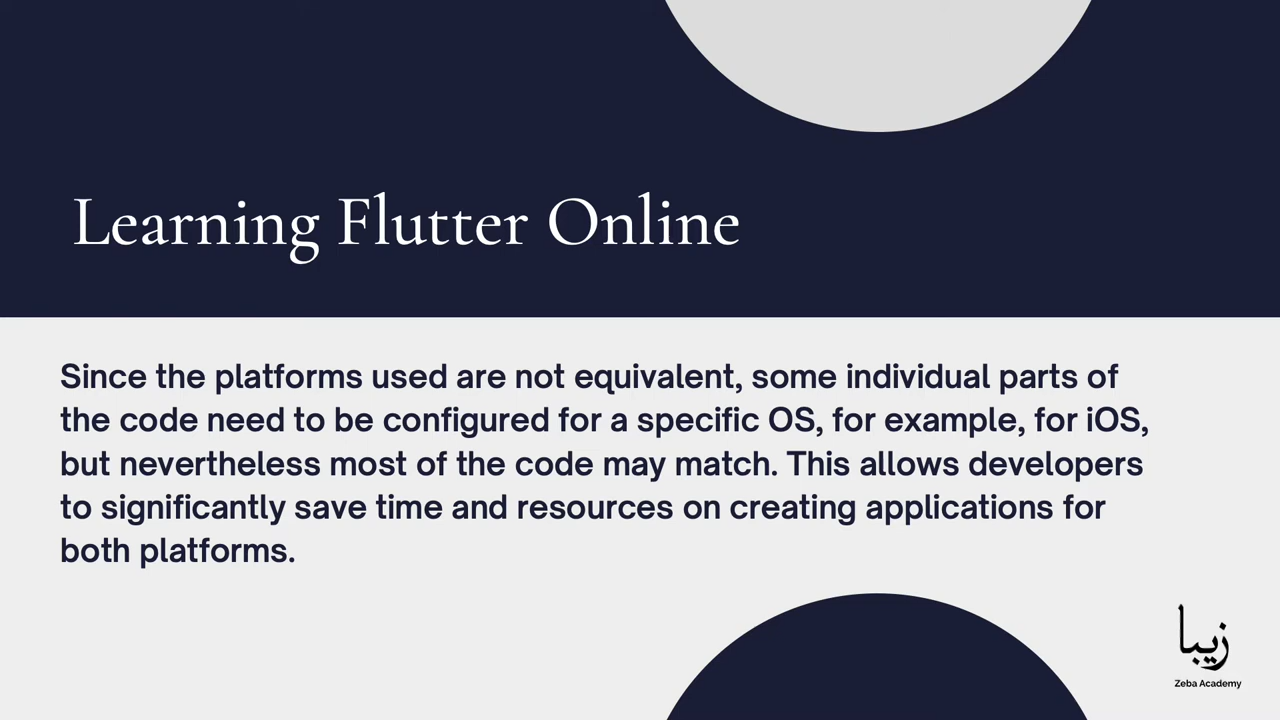 Learning Flutter Online
Since the platforms used are not equivalent, some individual parts of
the code need to be configured for a specific OS, for example, for iOS,
but nevertheless most of the code may match. This allows developers
to significantly save time and resources on creating applications for
both platforms.
زیبا
Zeba Academy